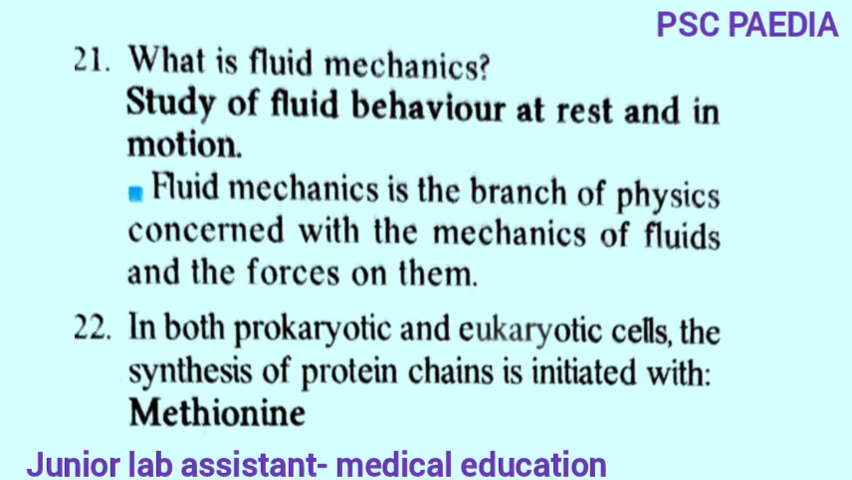 PSC PAEDIA
21. What is fluid mechanics?
Study of fluid behaviour at rest and in
motion.
Fluid mechanics is the branch of physics
concerned with the mechanics of fluids
and the forces on them.
22. In both prokaryotic and eukaryotic cells, the
synthesis of protein chains is initiated with:
Methionine
Junior lab assistant- medical education